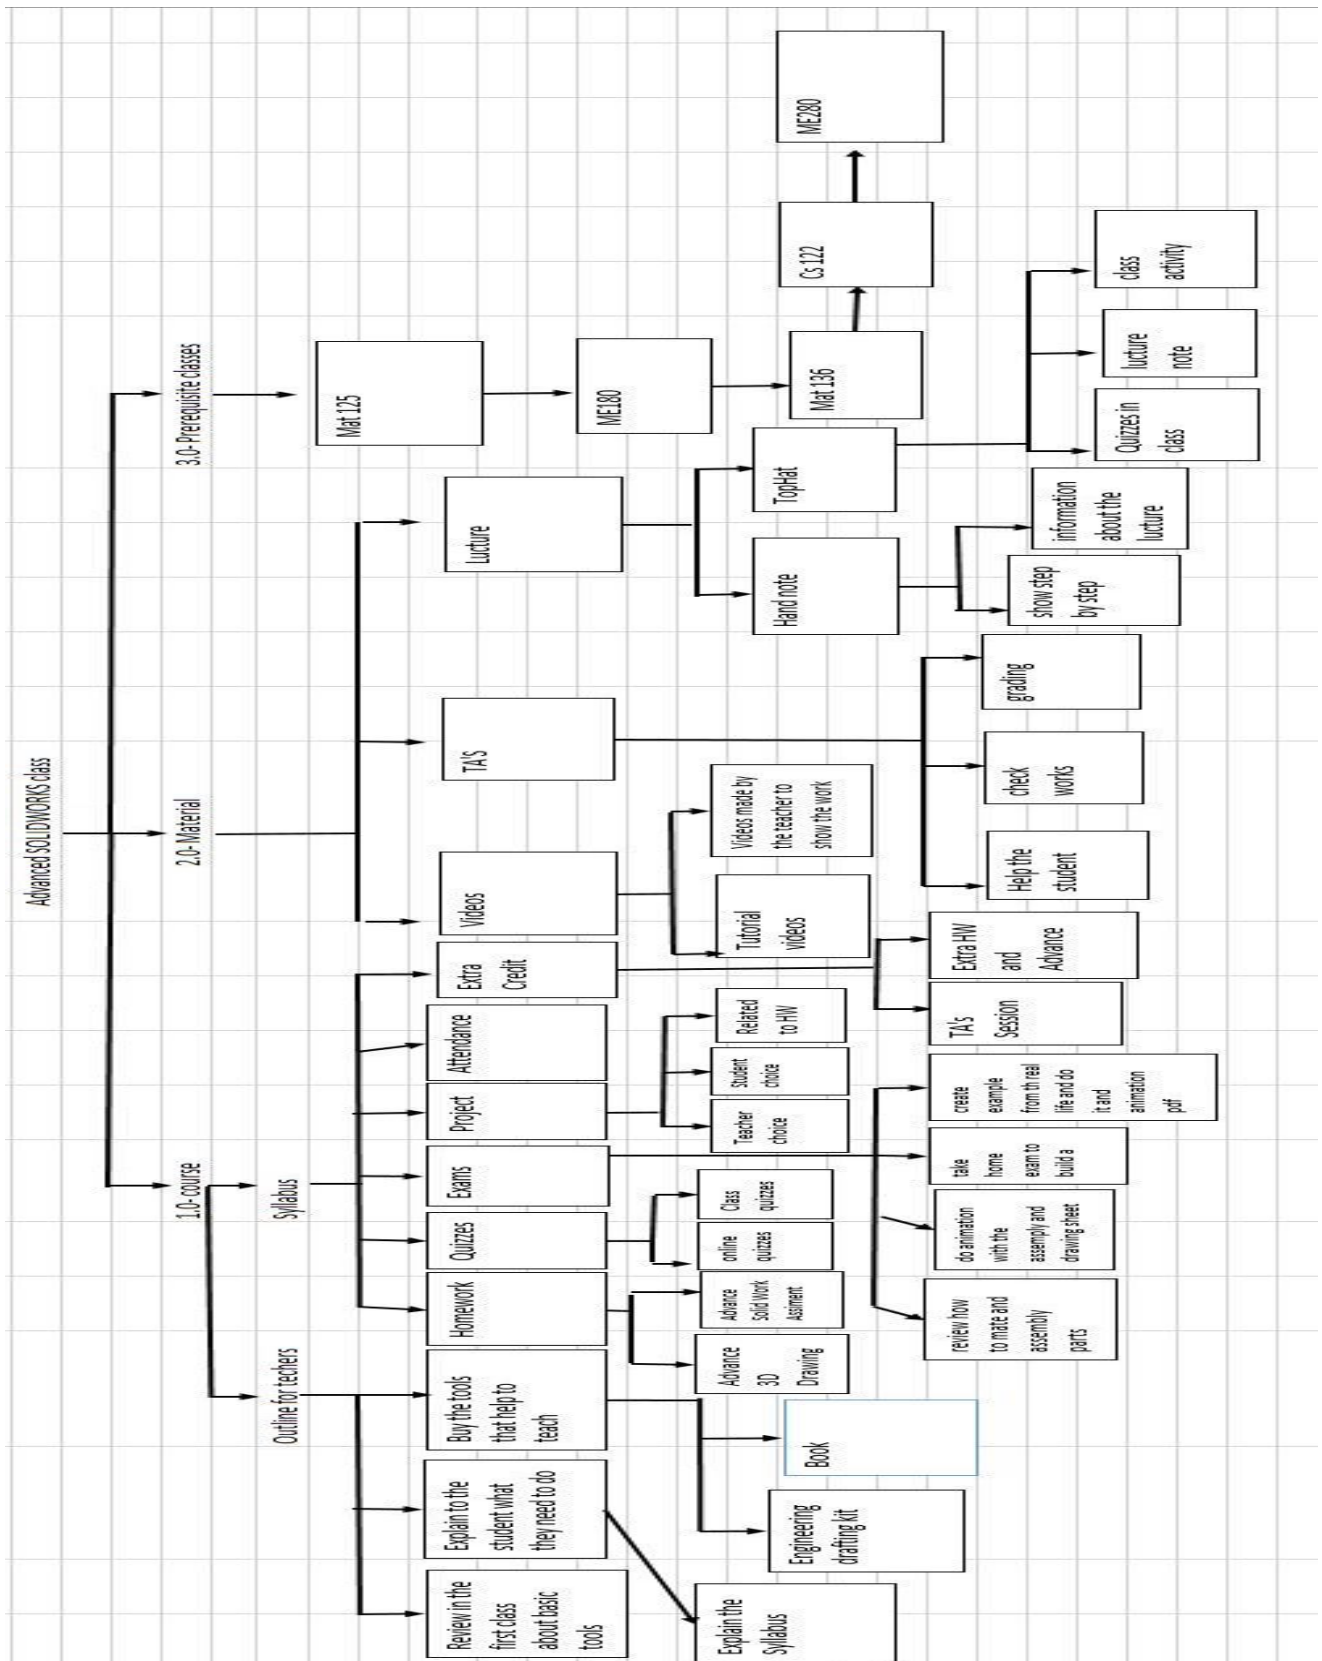 Advanced SOLIDWORKS class
1.0- course
2.0- Material
3.0- Prerequisite classes
Outline for techers
Syllabus
Review in the
first class
about basic
tools
Explain to the
student what
they need to do
Buy the tools
that help to
teach
Homework
Quizzes
Exams
Project
Attendance
Extra
Credit
Videos
TA'S
Lucture
Mat 125
Explain the
Syllabus
Engineering
drafting kit
Book
Advance
3D
Drawing
Advance
Solid Work
Assiment
online
quizzes
Class
quizzes
Teacher
choice
Student
choice
Related
to HW
Tutorial
videos
Videos made by
the teacher to
show the work
Hand note
TopHat
ME180
Mat 136
Cs 122
ME280
review how
to mate and
assembly
parts
do animation
with the
assemply and
drawing sheet
take
home
exam to
build a
create
example
from th real
life and do
it and
animation
pdf
TA's
Session
Extra HW
and
Advance
Help the
student
check
works
grading
show step
by step
information
about the
lucture
Quizzes in
class
lucture
note
class
activity